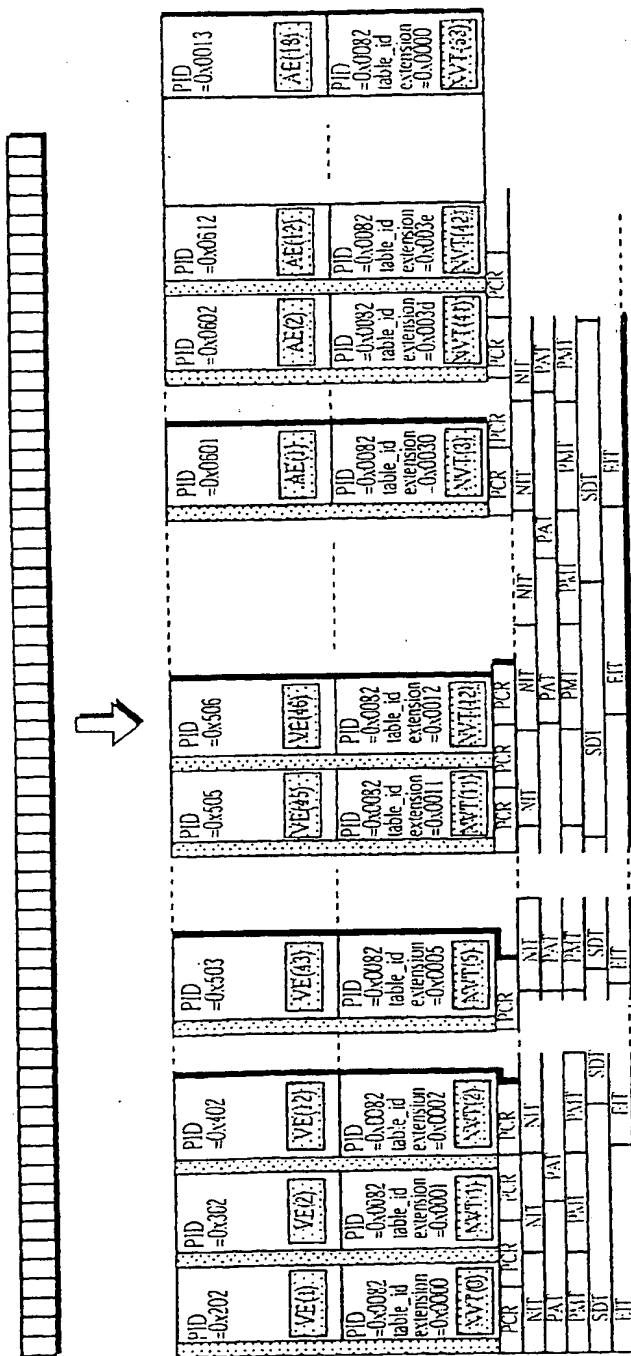 PID
=0x202
VE(1)
PID
=0x302
VE(2)
PID
=0x402
VE(12)
PID
=0x503
VE(43)
PID
=0x505
VE(45)
PID
=0x506
VE(46)
PID
=0x0601
AE(1)
PID
=0x0602
AE(2)
PID
=0x0612
AE(12)
PID
=0x0013
AE(18)
PID
=0x0082
table_id
extension
=0x0000
NVT(0)
PID
=0x0082
table_id
extension
=0x0001
NVT(1)
PID
=0x0082
table_id
extension
=0x0002
NVT(2)
PID
=0x0082
table_id
extension
=0x0005
NVT(5)
PID
=0x0082
table_id
extension
=0x0011
NVT(11)
PID
=0x0082
table_id
extension
=0x0012
NVT(12)
PID
=0x0082
table_id
extension
=0x0030
NVT(3)
PID
=0x0082
table_id
extension
=0x003d
NVT(41)
PID
=0x0082
table_id
extension
=0x003e
NVT(42)
PID
=0x0082
table_id
extension
=0x0000
PCR PCR PCR PCR PCR PCR PCR PCR PCR PCR PCR PCR
NIT NIT NIT NIT NIT NIT NIT NIT NIT
PAT PAT PAT PAT PAT PAT
PMT PMT PMT PMT PMT PMT PMT PMT
SDT SDT SDT SDT SDT
EIT EIT EIT EIT EIT